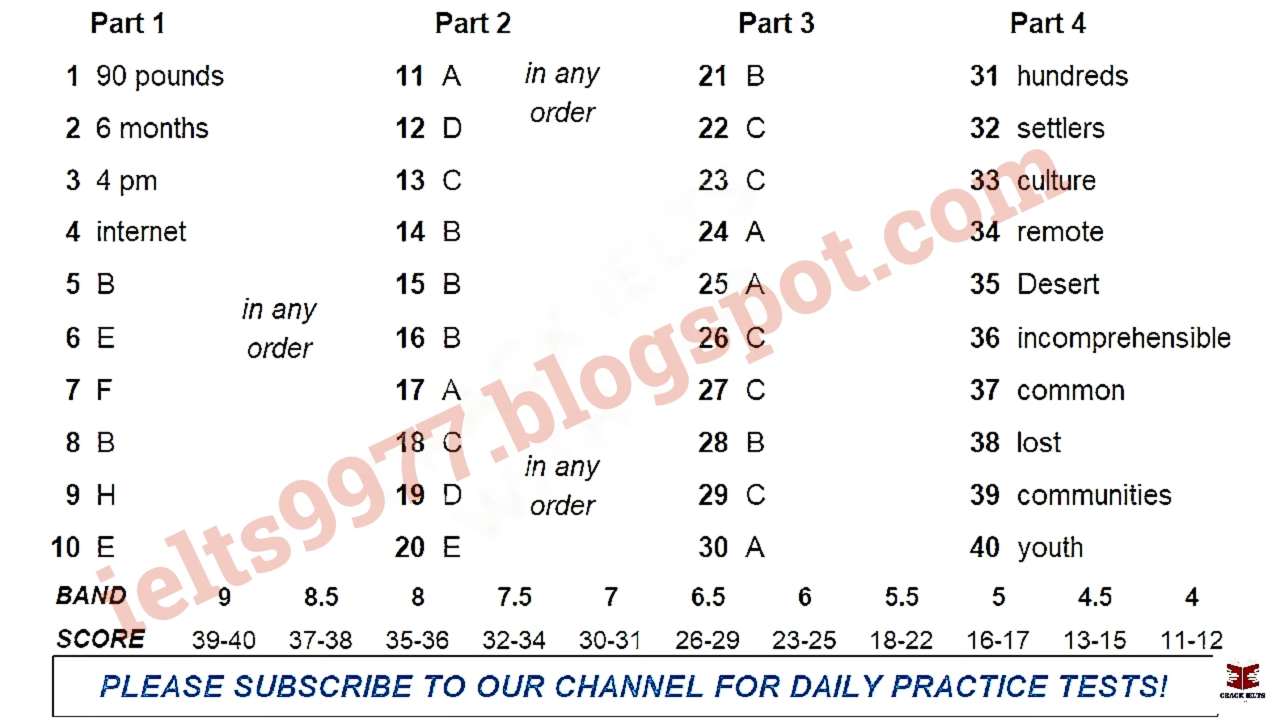 Part 1 Part 2 Part 3 Part 4
1 90 pounds 11 A in any 21 B 31 hundreds
order
2 6 months 12 D 22 C 32 settlers
3 4 pm 13 C 23 C 33 culture
4 internet 14 B 24 A 34 remote
5 B 15 B 25 A 35 Desert
in any
6 E 16 B 26 C 36 incomprehensible
order
7 F 17 A 27 C 37 common
8 B 18 C 28 B 38 lost
in any
9 H 19 D 29 C 39 communities
order
10 E 20 E 30 A 40 youth
BAND 9 8.5 8 7.5 7 6.5 6 5.5 5 4.5 4
SCORE 39-40 37-38 35-36 32-34 30-31 26-29 23-25 18-22 16-17 13-15 11-12
PLEASE SUBSCRIBE TO OUR CHANNEL FOR DAILY PRACTICE TESTS!
CRACK IELTS
ielts9977.blogspot.com